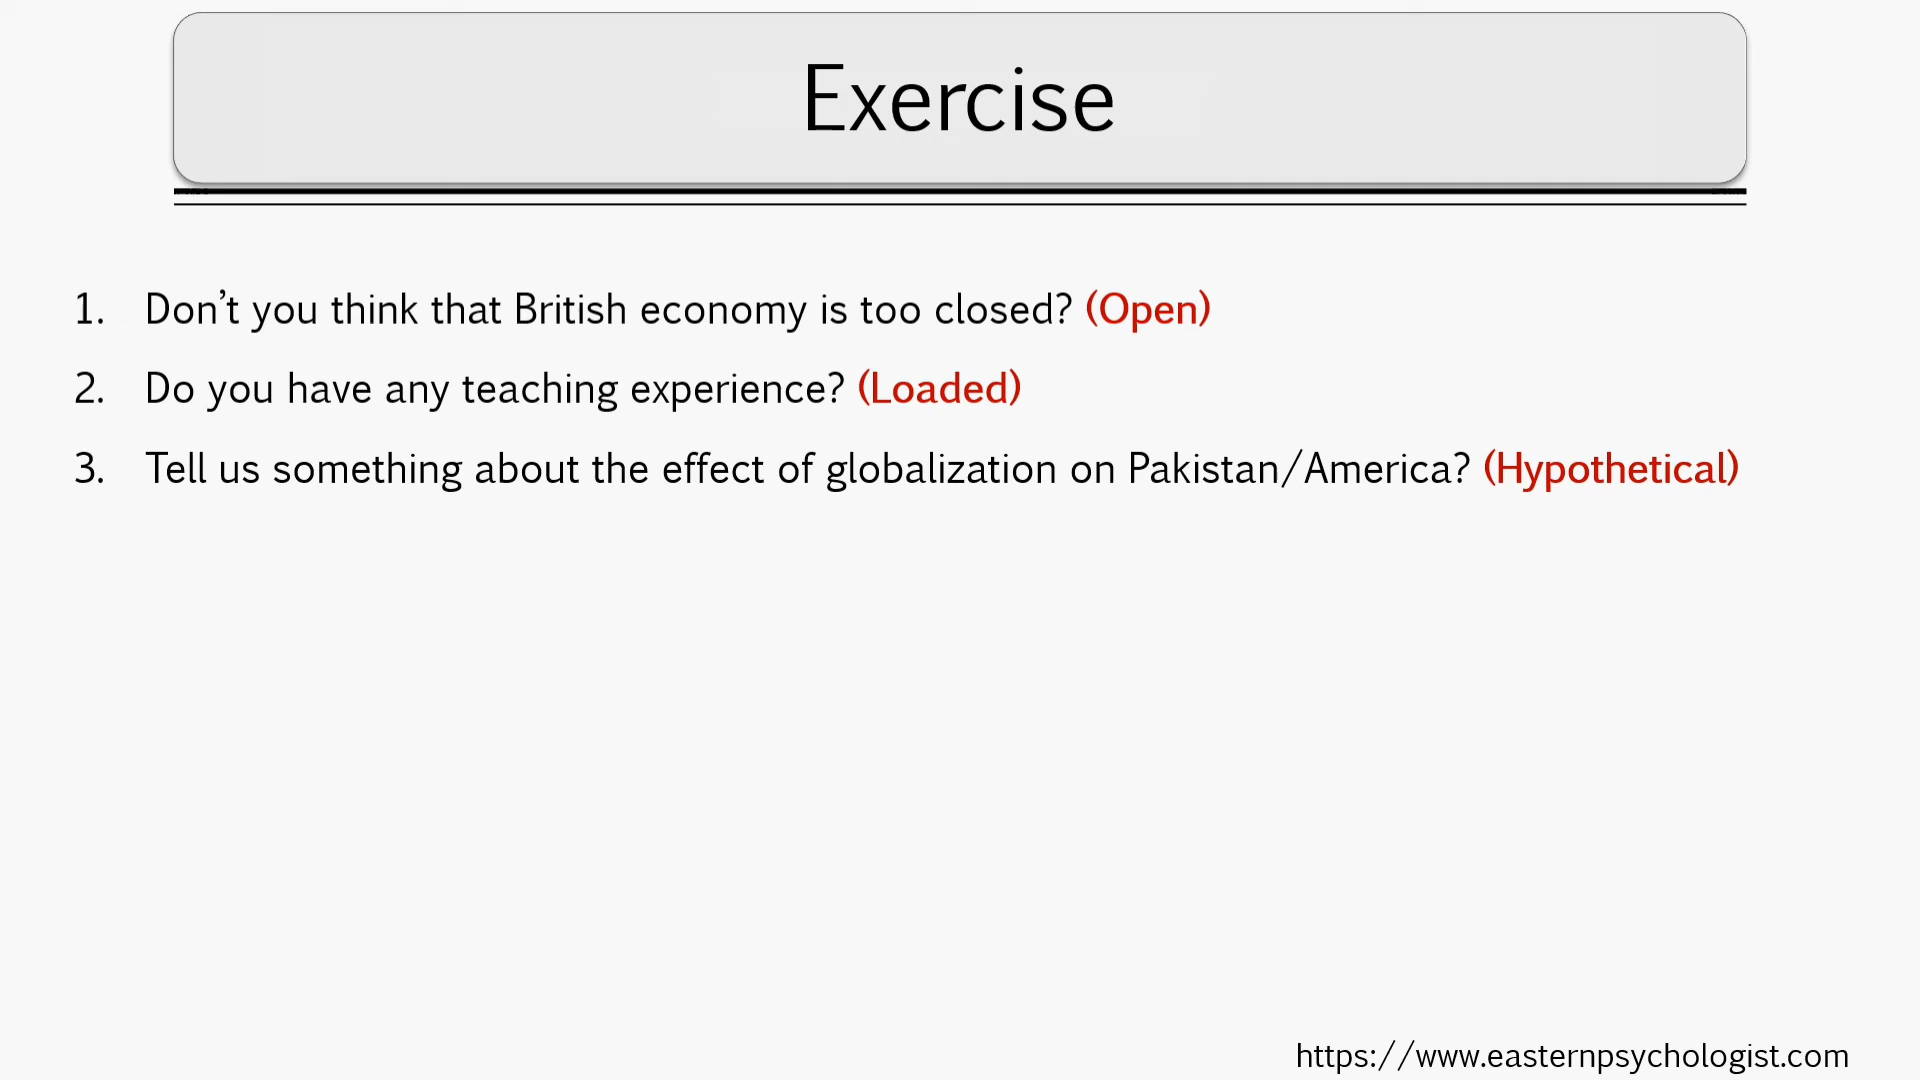 Exercise
1. Don’t you think that British economy is too closed? (Open)
2. Do you have any teaching experience? (Loaded)
3. Tell us something about the effect of globalization on Pakistan/America? (Hypothetical)
https://www.easternpsychologist.com